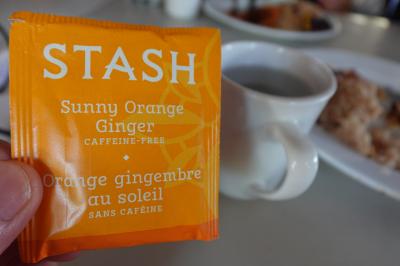 STASH
Sunny Orange
Ginger
CAFFEINE-FREE
Orange gingembre
au soleil
SANS CAFÉINE